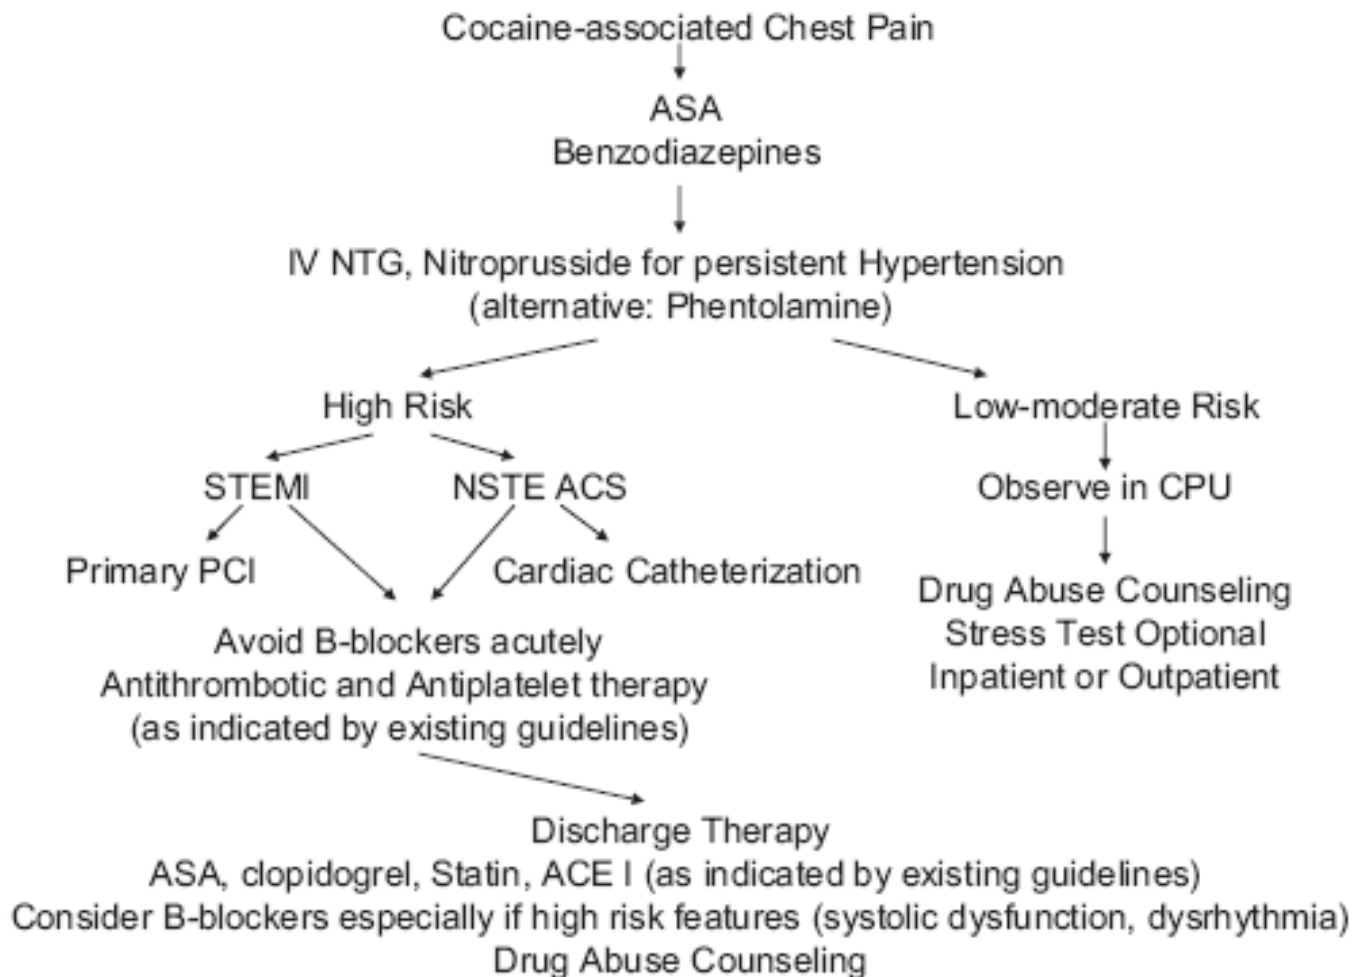 Cocaine-associated Chest Pain
ASA
Benzodiazepines
IV NTG, Nitroprusside for persistent Hypertension
(alternative: Phentolamine)
High Risk
Low-moderate Risk
STEMI
NSTE ACS
Observe in CPU
Primary PCI
Cardiac Catheterization
Drug Abuse Counseling
Stress Test Optional
Inpatient or Outpatient
Avoid B-blockers acutely
Antithrombotic and Antiplatelet therapy
(as indicated by existing guidelines)
Discharge Therapy
ASA, clopidogrel, Statin, ACE I (as indicated by existing guidelines)
Consider B-blockers especially if high risk features (systolic dysfunction, dysrhythmia)
Drug Abuse Counseling